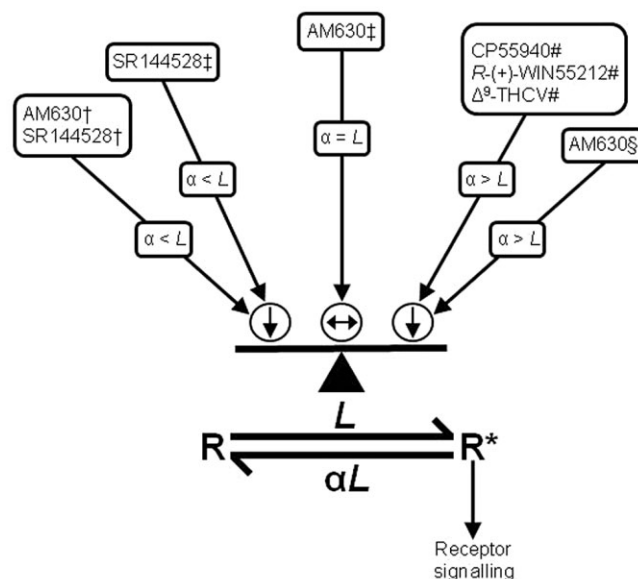 AM630‡
SR144528‡
CP55940#
R-(+)-WIN55212#
Δ⁹-THCV#
AM630†
SR144528†
AM630§
α = L
α < L
α > L
α < L
α > L
L
R
R*
αL
Receptor
signalling